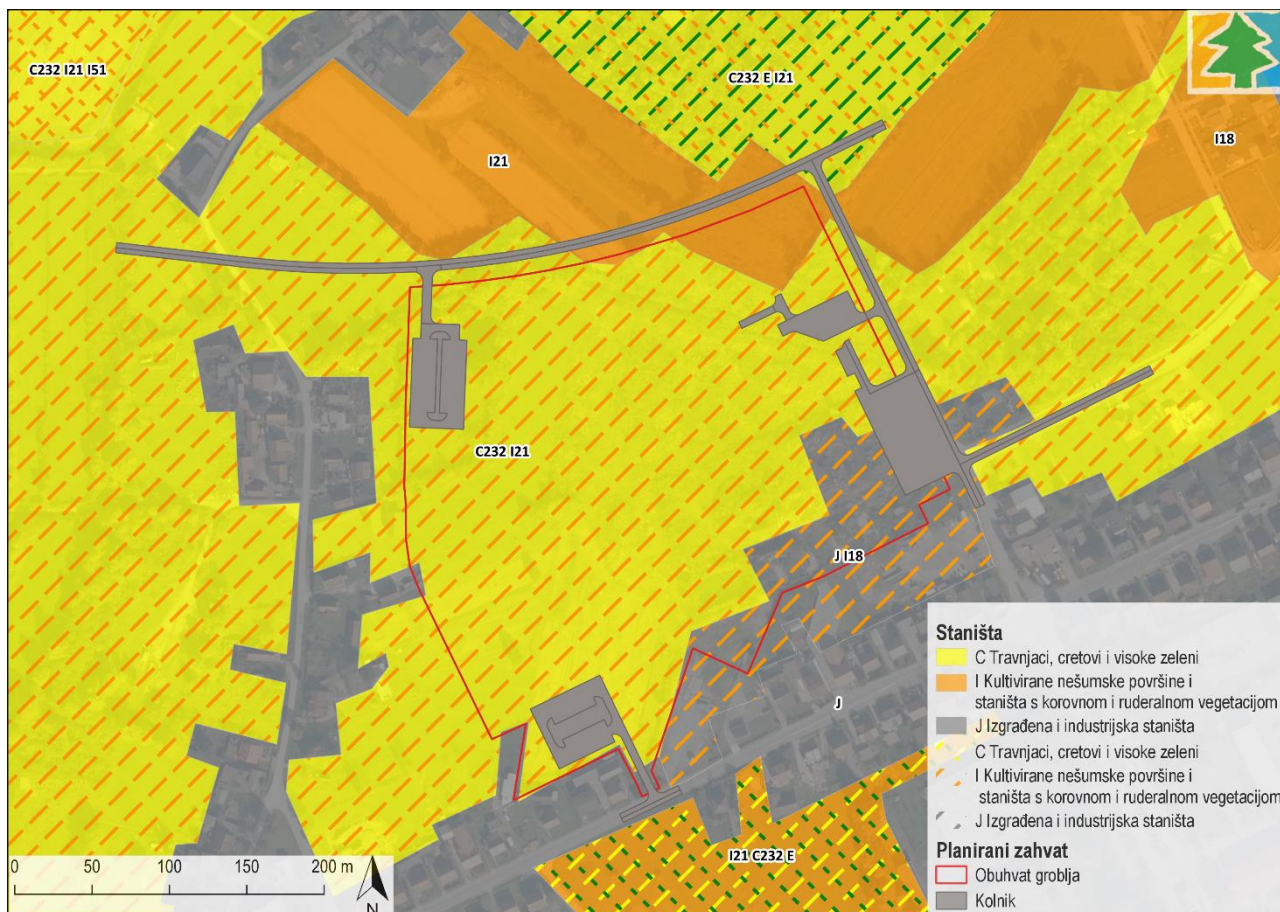 C232 I21 I51
C232 E I21
I18
I21
C232 I21
J I18
J
I21 C232 E
Staništa
C Travnjaci, cretovi i visoke zeleni
I Kultivirane nešumske površine i
staništa s korovnom i ruderalnom vegetacijom
J Izgrađena i industrijska staništa
C Travnjaci, cretovi i visoke zeleni
I Kultivirane nešumske površine i
staništa s korovnom i ruderalnom vegetacijom
J Izgrađena i industrijska staništa
Planirani zahvat
Obuhvat groblja
Kolnik
0 50 100 150 200 m
N